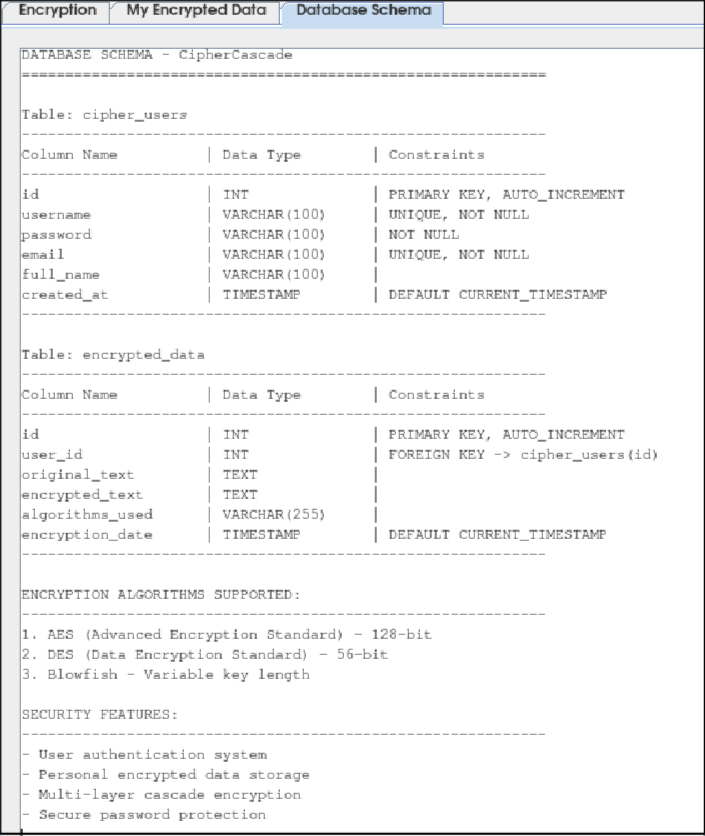 Encryption My Encrypted Data Database Schema
DATABASE SCHEMA - CipherCascade
============================================================
Table: cipher_users
------------------------------------------------------------
Column Name | Data Type | Constraints
------------------------------------------------------------
id | INT | PRIMARY KEY, AUTO_INCREMENT
username | VARCHAR(100) | UNIQUE, NOT NULL
password | VARCHAR(100) | NOT NULL
email | VARCHAR(100) | UNIQUE, NOT NULL
full_name | VARCHAR(100) |
created_at | TIMESTAMP | DEFAULT CURRENT_TIMESTAMP
------------------------------------------------------------
Table: encrypted_data
------------------------------------------------------------
Column Name | Data Type | Constraints
------------------------------------------------------------
id | INT | PRIMARY KEY, AUTO_INCREMENT
user_id | INT | FOREIGN KEY -> cipher_users(id)
original_text | TEXT |
encrypted_text | TEXT |
algorithms_used | VARCHAR(255) |
encryption_date | TIMESTAMP | DEFAULT CURRENT_TIMESTAMP
------------------------------------------------------------
ENCRYPTION ALGORITHMS SUPPORTED:
------------------------------------------------------------
1. AES (Advanced Encryption Standard) - 128-bit
2. DES (Data Encryption Standard) - 56-bit
3. Blowfish - Variable key length
SECURITY FEATURES:
------------------------------------------------------------
- User authentication system
- Personal encrypted data storage
- Multi-layer cascade encryption
- Secure password protection